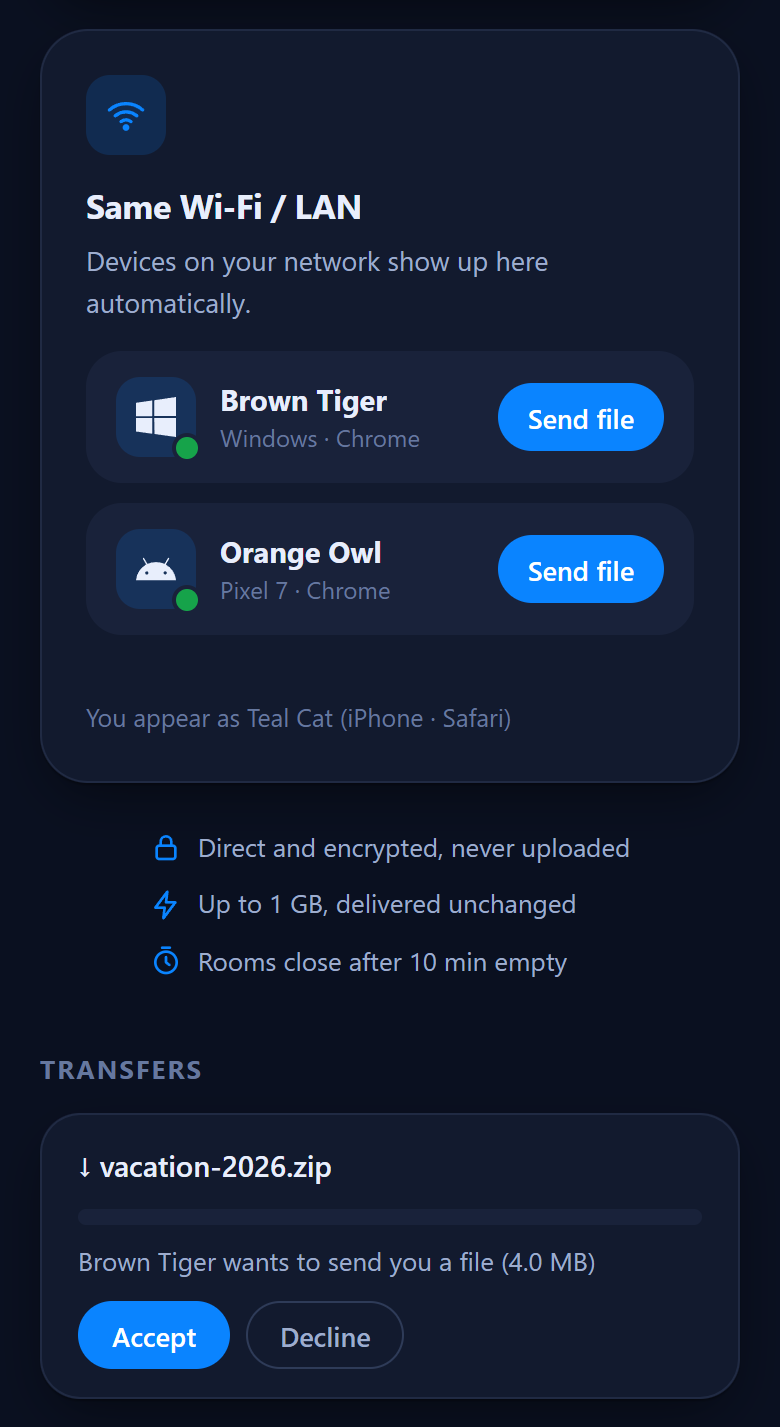 Same Wi-Fi / LAN
Devices on your network show up here
automatically.
Brown Tiger
Windows · Chrome
Send file
Orange Owl
Pixel 7 · Chrome
Send file
You appear as Teal Cat (iPhone · Safari)
Direct and encrypted, never uploaded
Up to 1 GB, delivered unchanged
Rooms close after 10 min empty
TRANSFERS
↓ vacation-2026.zip
Brown Tiger wants to send you a file (4.0 MB)
Accept
Decline